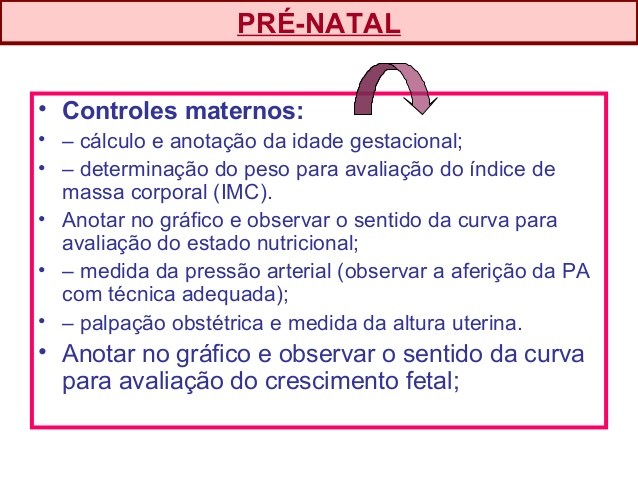 PRÉ-NATAL
• Controles maternos:
• – cálculo e anotação da idade gestacional;
• – determinação do peso para avaliação do índice de
massa corporal (IMC).
• Anotar no gráfico e observar o sentido da curva para
avaliação do estado nutricional;
• – medida da pressão arterial (observar a aferição da PA
com técnica adequada);
• – palpação obstétrica e medida da altura uterina.
• Anotar no gráfico e observar o sentido da curva
para avaliação do crescimento fetal;